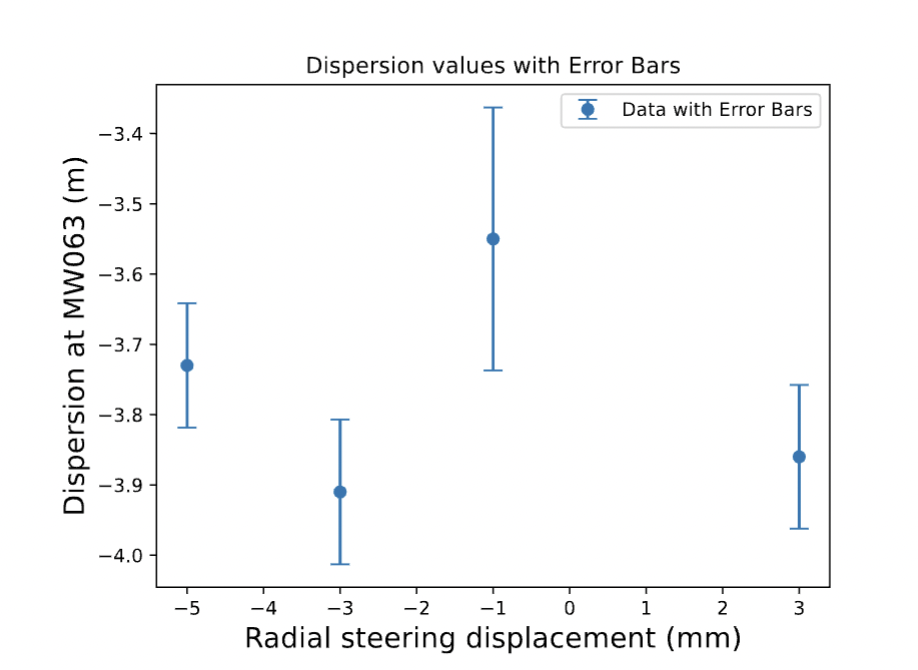 Dispersion values with Error Bars
Data with Error Bars
Dispersion at MW063 (m)
−3.4
−3.5
−3.6
−3.7
−3.8
−3.9
−4.0
−5 −4 −3 −2 −1 0 1 2 3
Radial steering displacement (mm)